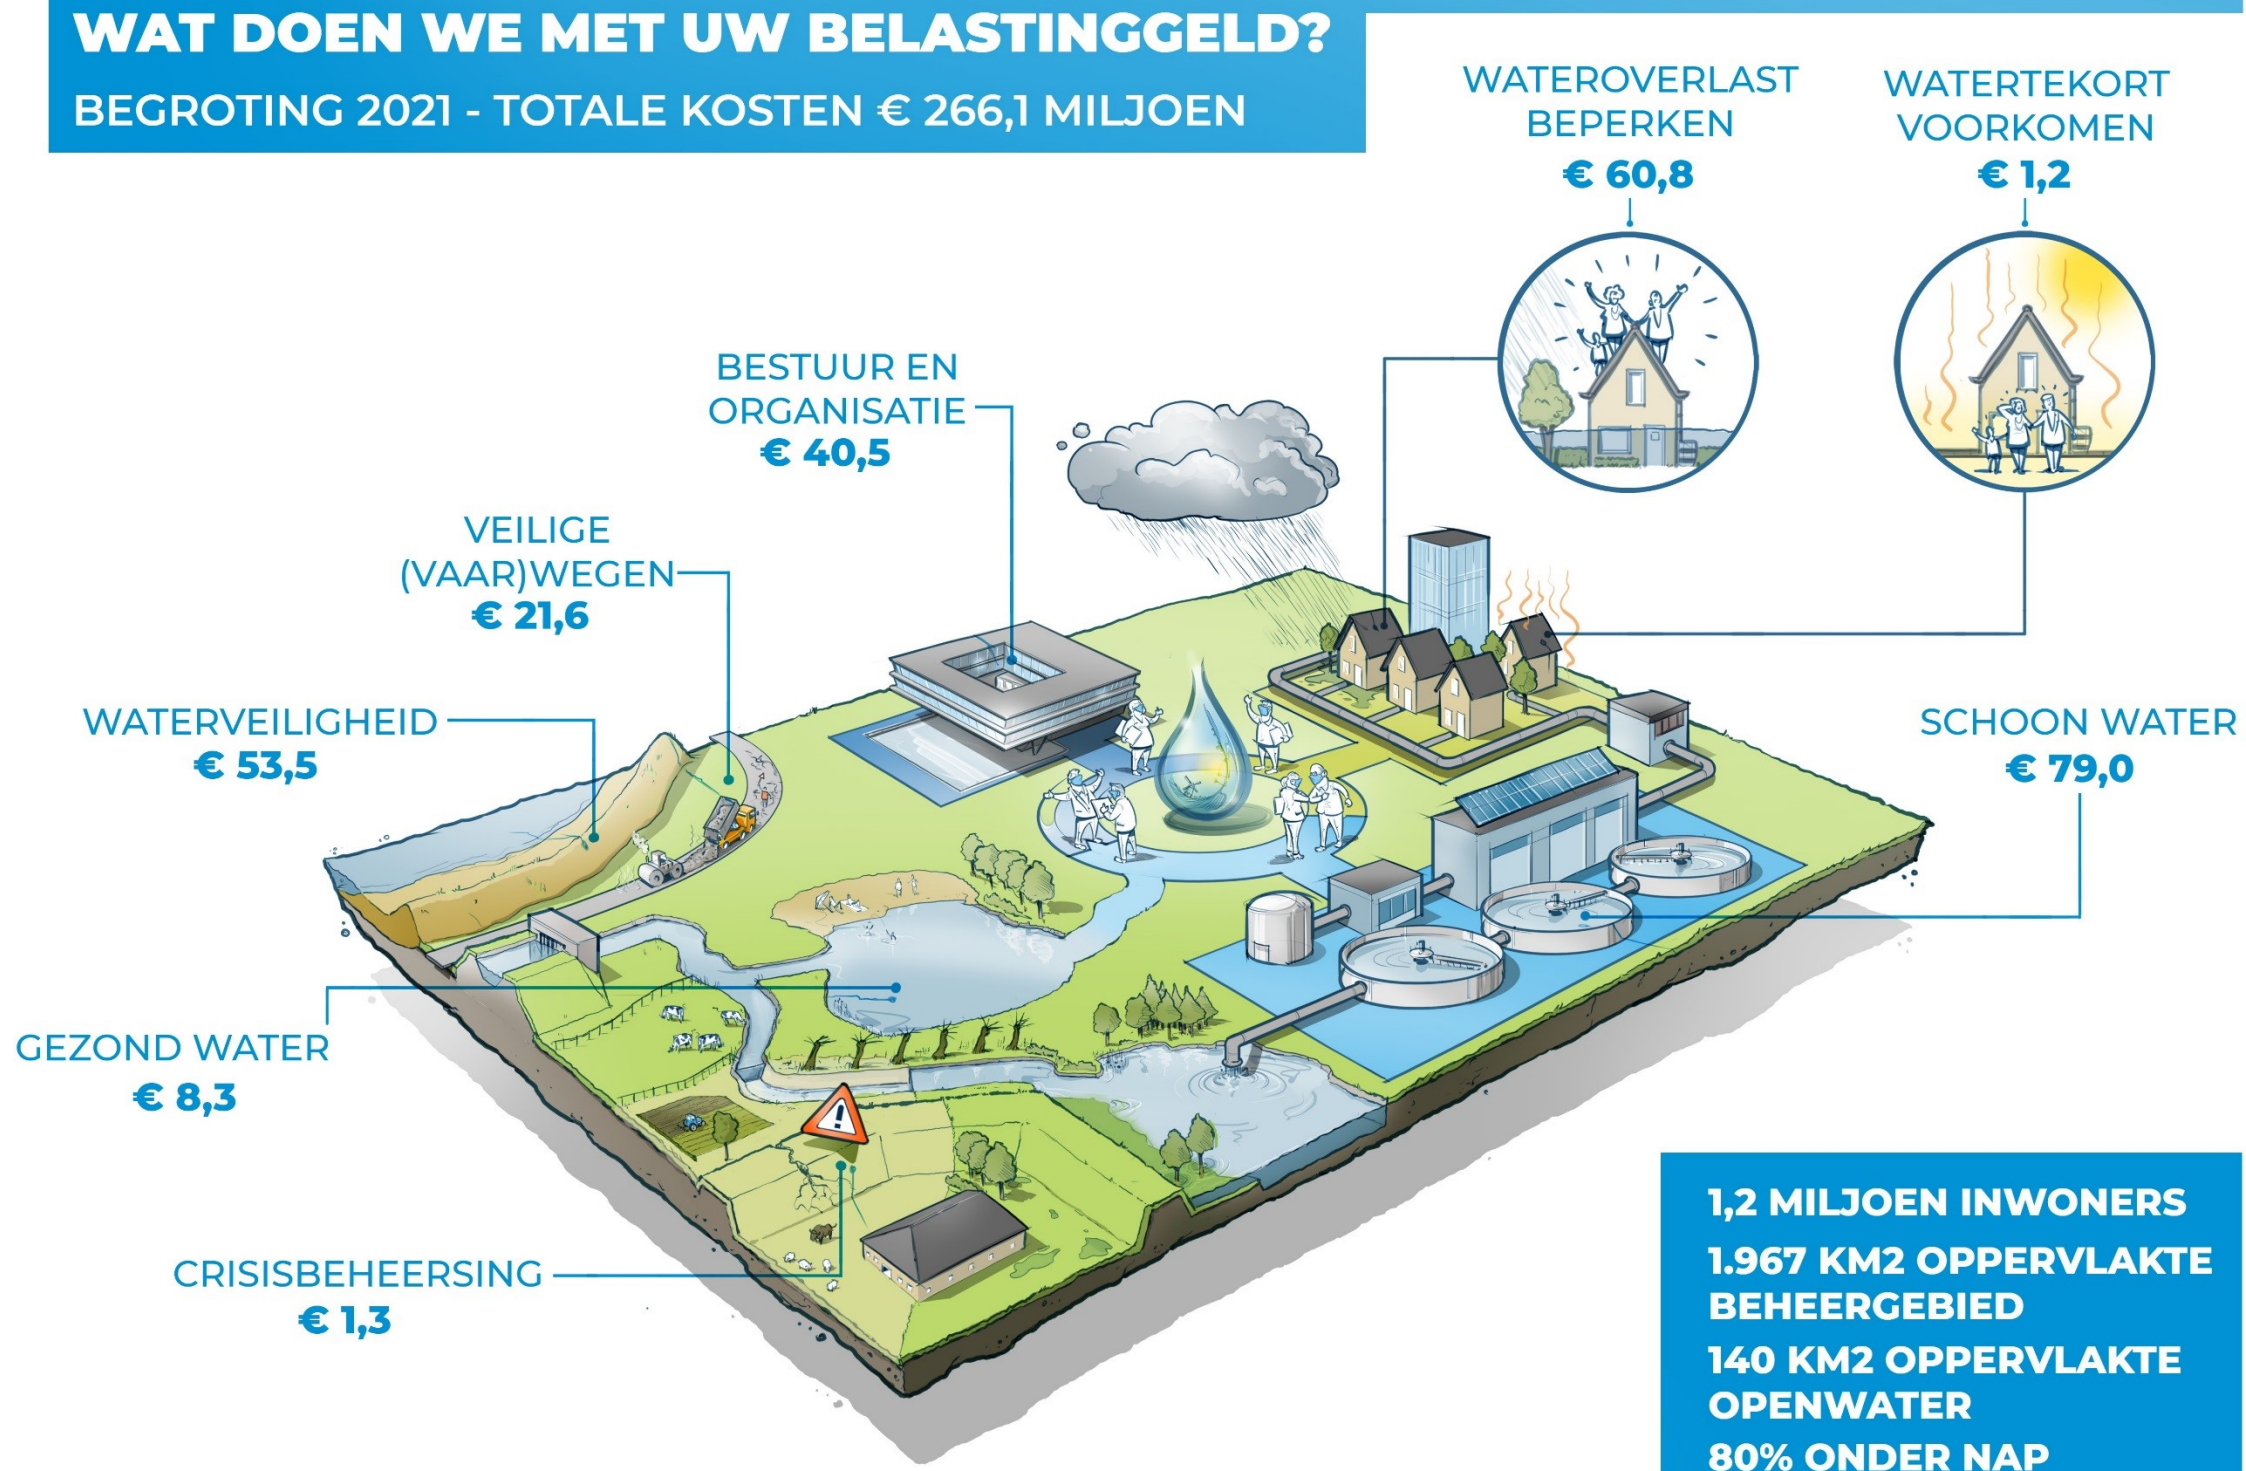 WAT DOEN WE MET UW BELASTINGGELD?
BEGROTING 2021 - TOTALE KOSTEN € 266,1 MILJOEN
WATEROVERLAST
BEPERKEN
€ 60,8
WATERTEKORT
VOORKOMEN
€ 1,2
BESTUUR EN
ORGANISATIE
€ 40,5
VEILIGE
(VAAR)WEGEN
€ 21,6
WATERVEILIGHEID
€ 53,5
SCHOON WATER
€ 79,0
GEZOND WATER
€ 8,3
CRISISBEHEERSING
€ 1,3
1,2 MILJOEN INWONERS
1.967 KM2 OPPERVLAKTE
BEHEERGEBIED
140 KM2 OPPERVLAKTE
OPENWATER
80% ONDER NAP